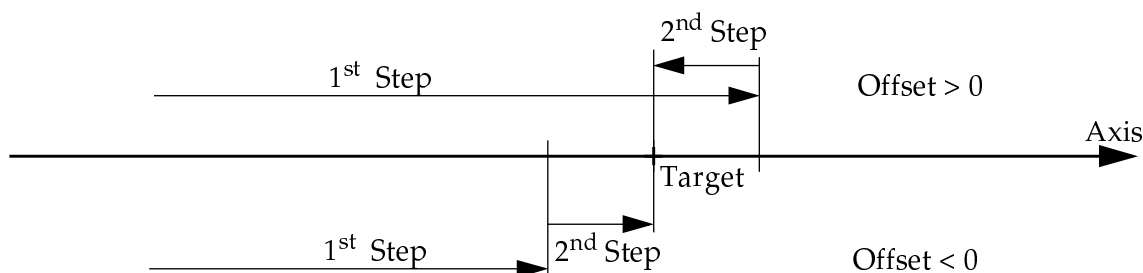 2nd Step
1st Step
Offset > 0
Axis
Target
1st Step
2nd Step
Offset < 0